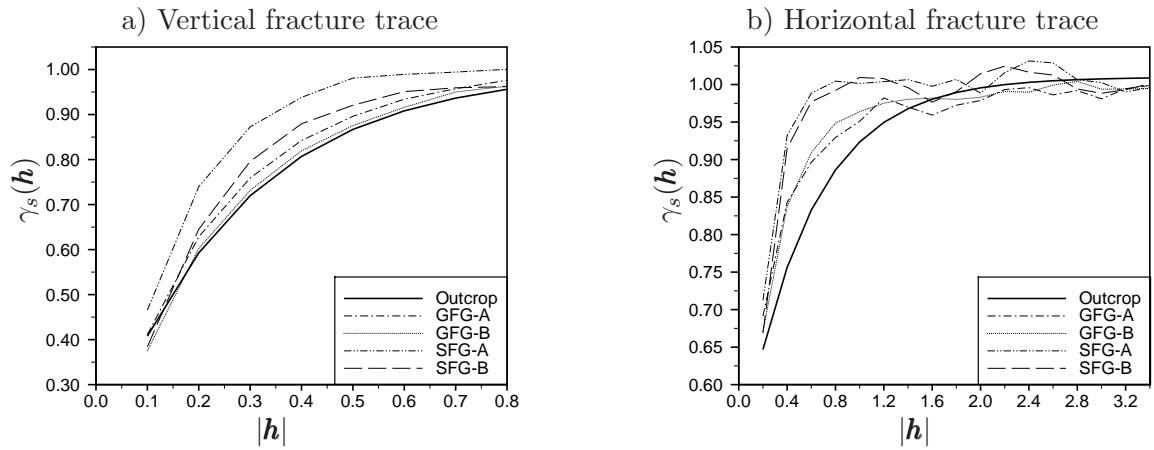 a) Vertical fracture trace
1.00
0.90
0.80
0.70
0.60
0.50
0.40
0.30
γs(h)
Outcrop
GFG-A
GFG-B
SFG-A
SFG-B
0.0 0.1 0.2 0.3 0.4 0.5 0.6 0.7 0.8
|h|
b) Horizontal fracture trace
1.05
1.00
0.95
0.90
0.85
0.80
0.75
0.70
0.65
0.60
γs(h)
Outcrop
GFG-A
GFG-B
SFG-A
SFG-B
0.0 0.4 0.8 1.2 1.6 2.0 2.4 2.8 3.2
|h|